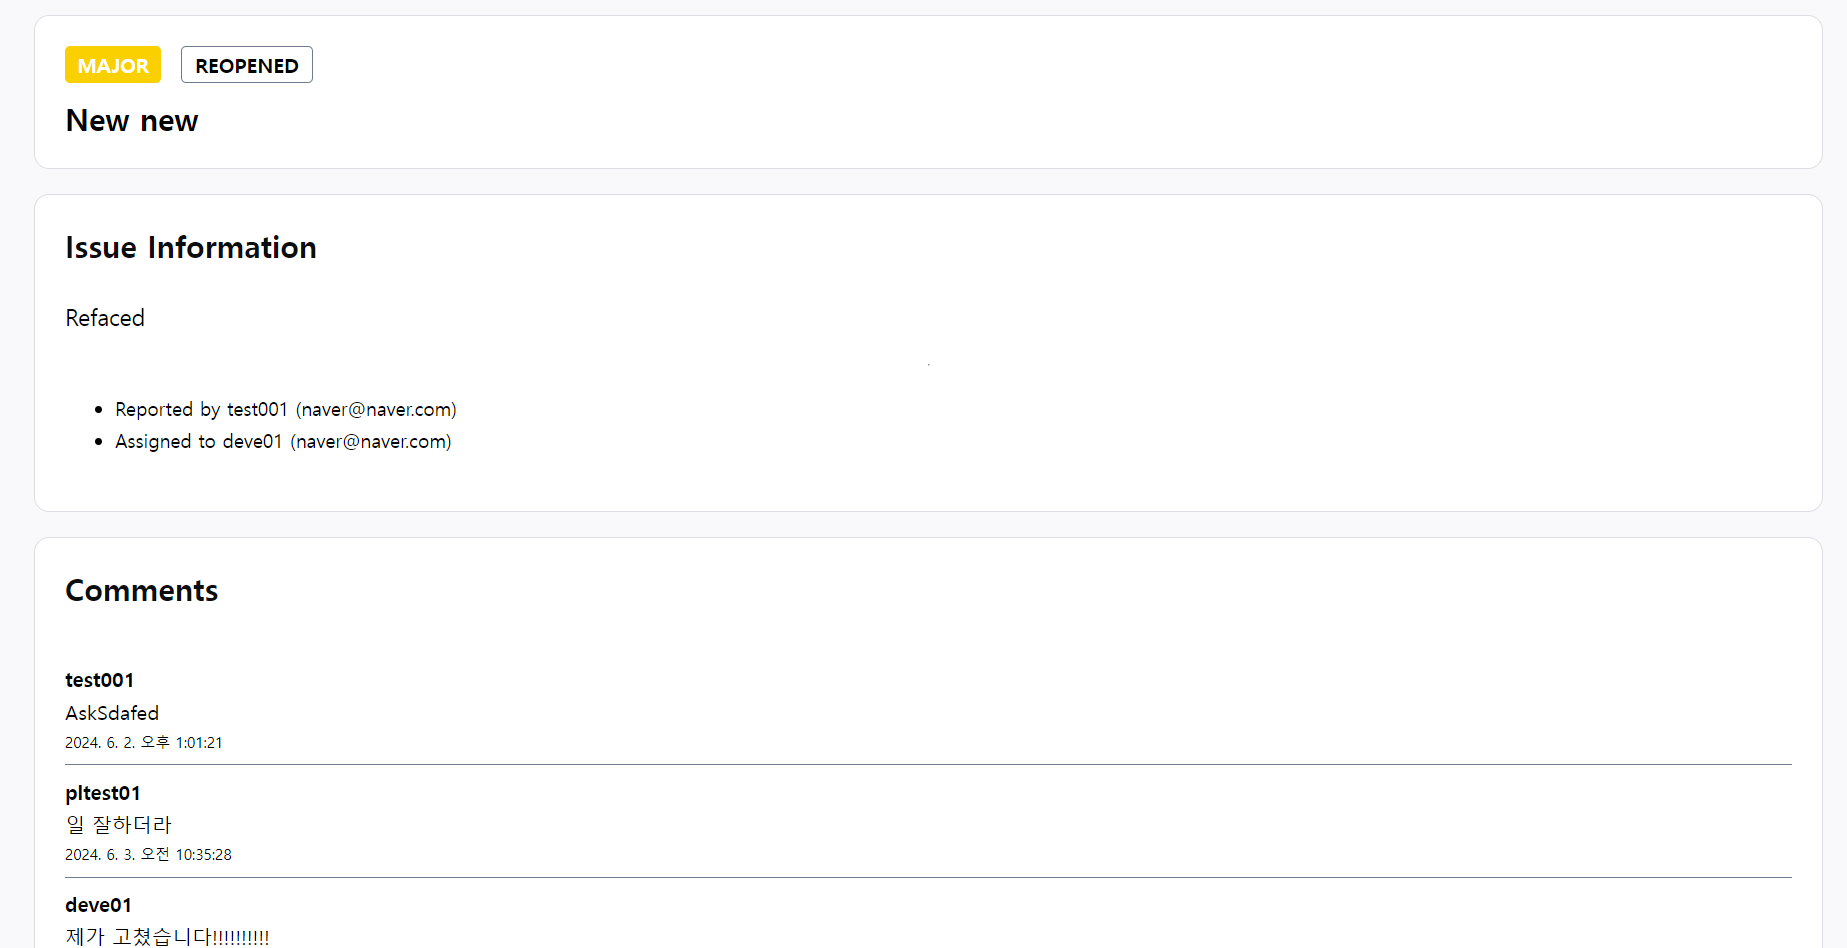 MAJOR REOPENED
New new
Issue Information
Refaced
Reported by test001 (naver@naver.com)
Assigned to deve01 (naver@naver.com)
Comments
test001
AskSdafed
2024. 6. 2. 오후 1:01:21
pltest01
일 잘하더라
2024. 6. 3. 오전 10:35:28
deve01
제가 고쳤습니다!!!!!!!!!!